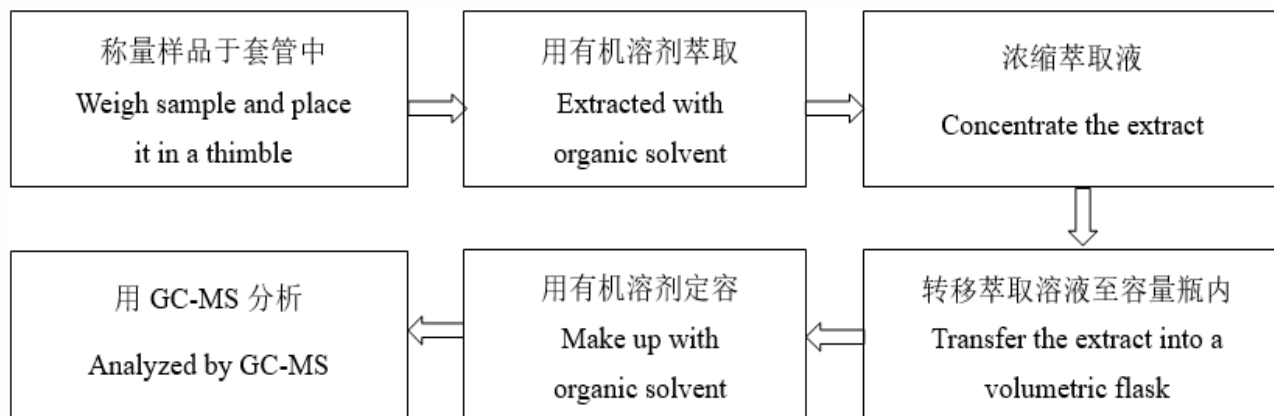 称量样品于套管中
Weigh sample and place
it in a thimble
用有机溶剂萃取
Extracted with
organic solvent
浓缩萃取液
Concentrate the extract
转移萃取溶液至容量瓶内
Transfer the extract into a
volumetric flask
用有机溶剂定容
Make up with
organic solvent
用 GC-MS 分析
Analyzed by GC-MS